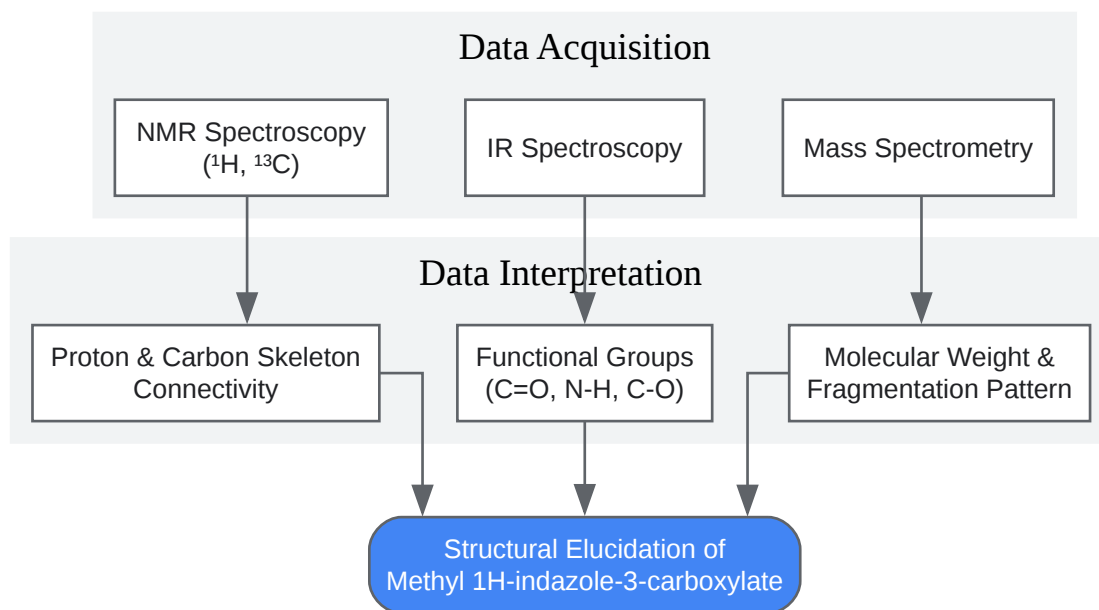 Data Acquisition
NMR Spectroscopy
(¹H, ¹³C)
IR Spectroscopy
Mass Spectrometry
Data Interpretation
Proton & Carbon Skeleton
Connectivity
Functional Groups
(C=O, N-H, C-O)
Molecular Weight &
Fragmentation Pattern
Structural Elucidation of
Methyl 1H-indazole-3-carboxylate